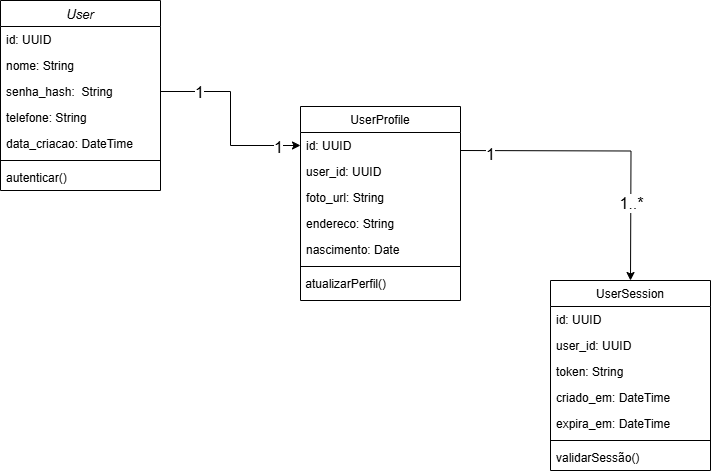 User
id: UUID
nome: String
senha_hash: String
telefone: String
data_criacao: DateTime
autenticar()
1
1
UserProfile
id: UUID
user_id: UUID
foto_url: String
endereco: String
nascimento: Date
atualizarPerfil()
1
1..*
UserSession
id: UUID
user_id: UUID
token: String
criado_em: DateTime
expira_em: DateTime
validarSessão()